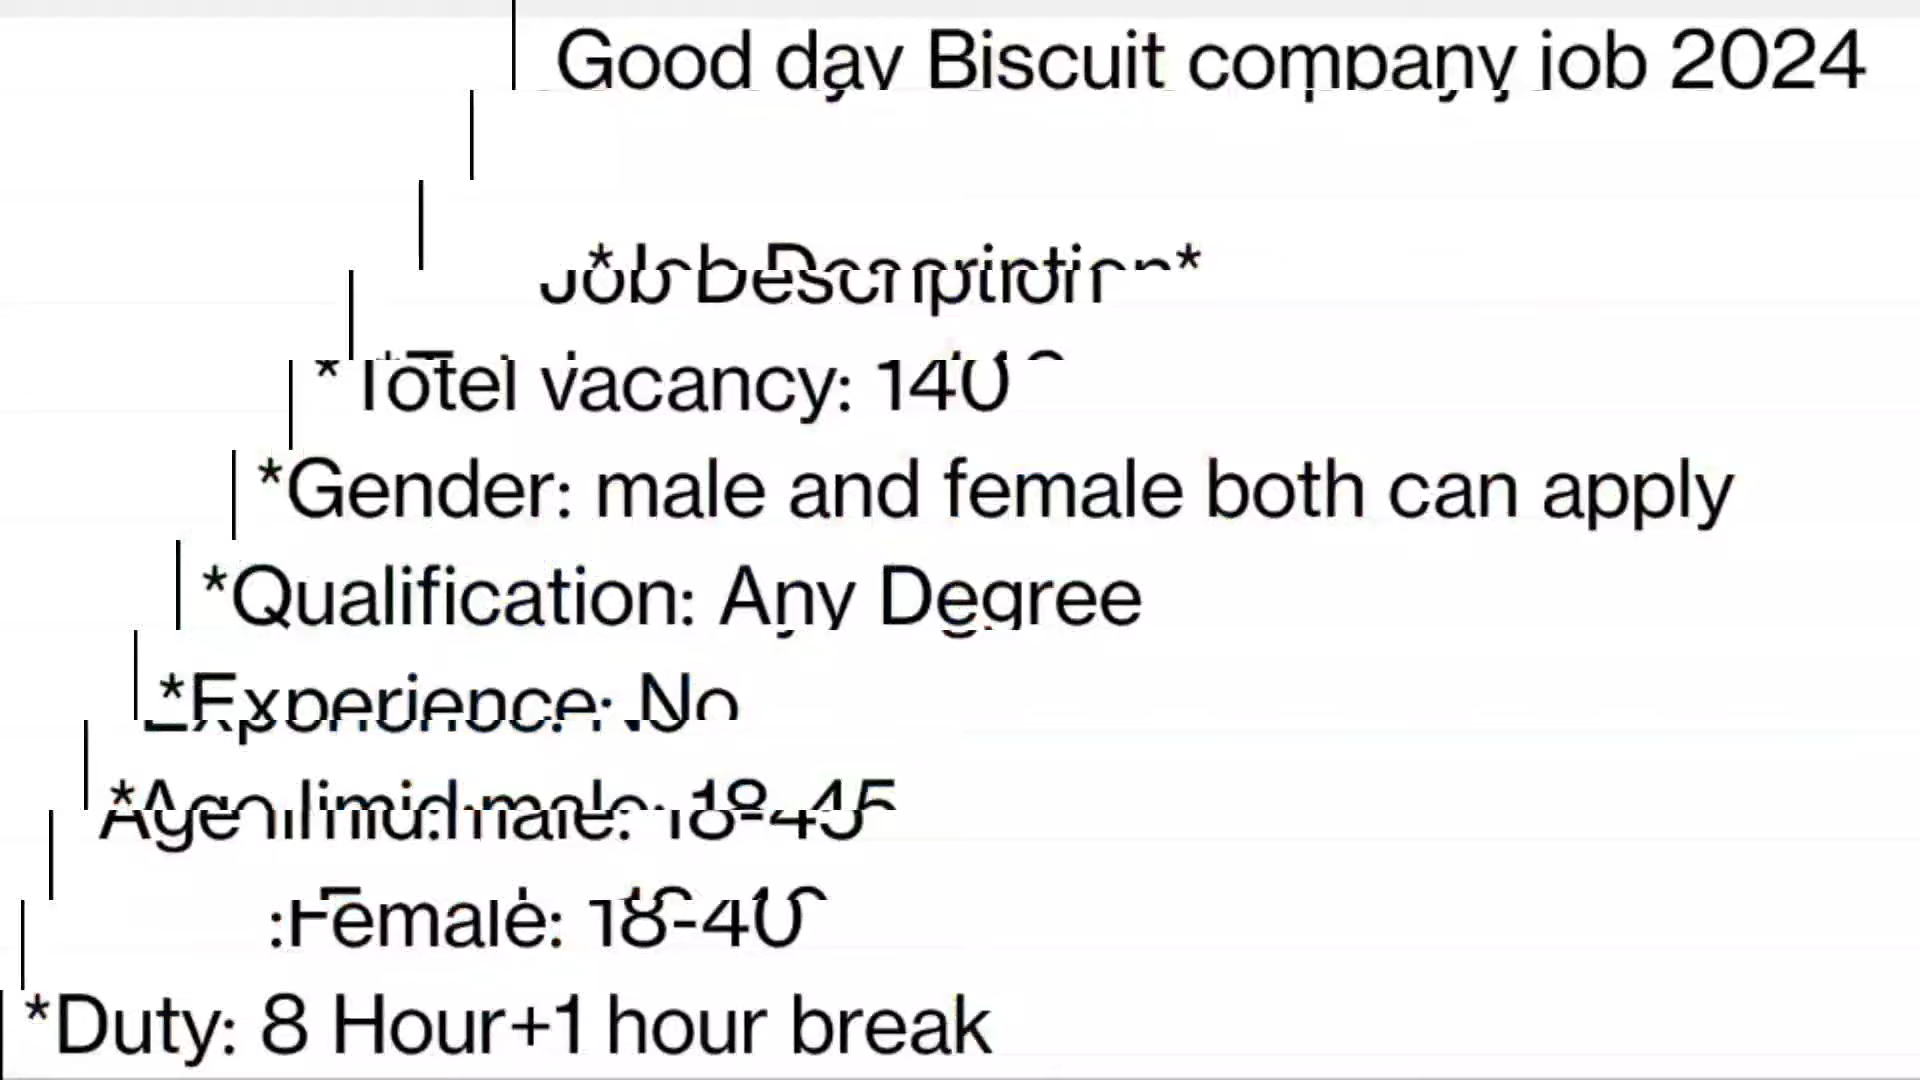 Good day Biscuit company job 2024
*Job Description*
*Totel vacancy: 140
*Gender: male and female both can apply
*Qualification: Any Degree
*Experience: No
*Age limid:male: 18-45
:Female: 18-40
*Duty: 8 Hour+1 hour break